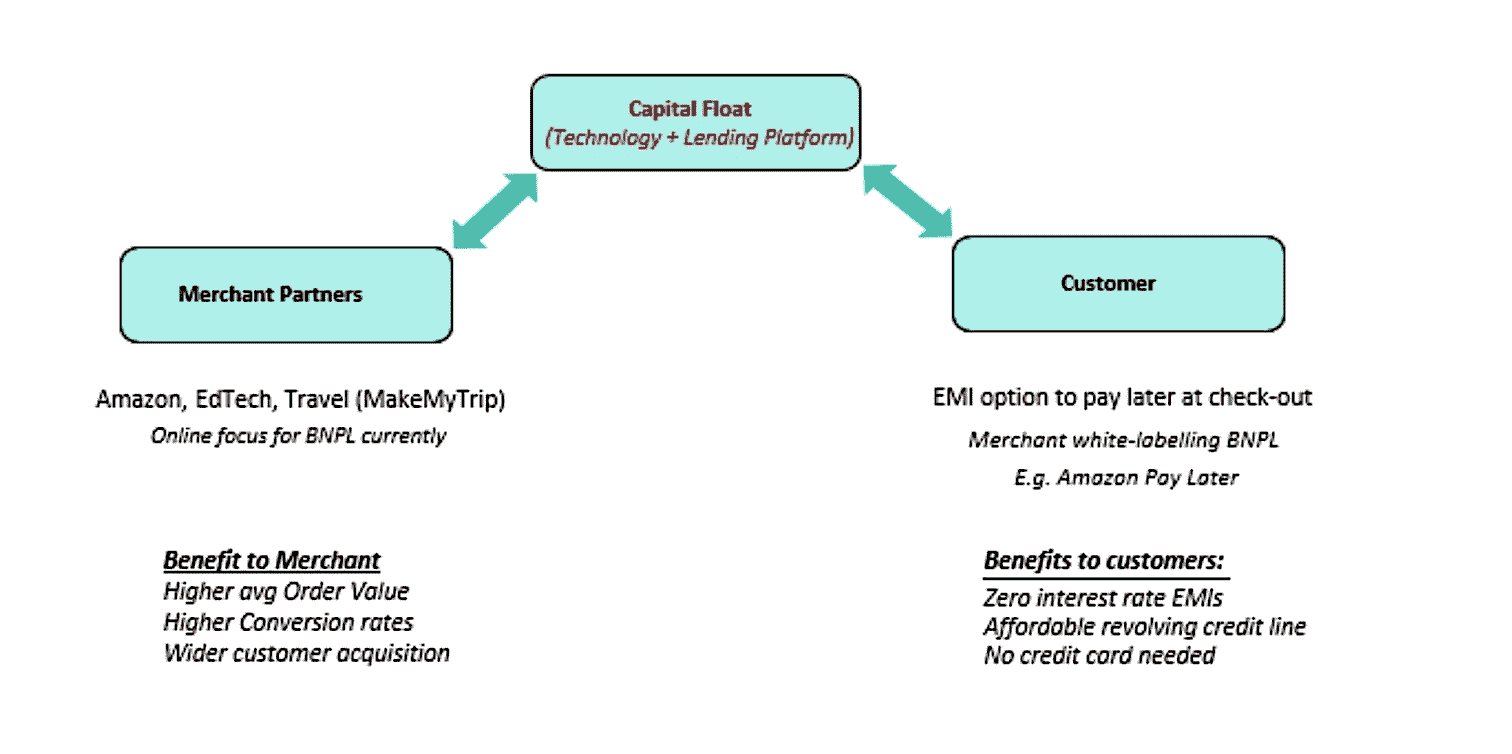 Capital Float
(Technology + Lending Platform)
Merchant Partners
Customer
Amazon, EdTech, Travel (MakeMyTrip)
Online focus for BNPL currently
EMI option to pay later at check-out
Merchant white-labelling BNPL
E.g. Amazon Pay Later
Benefit to Merchant
Higher avg Order Value
Higher Conversion rates
Wider customer acquisition
Benefits to customers:
Zero interest rate EMIs
Affordable revolving credit line
No credit card needed